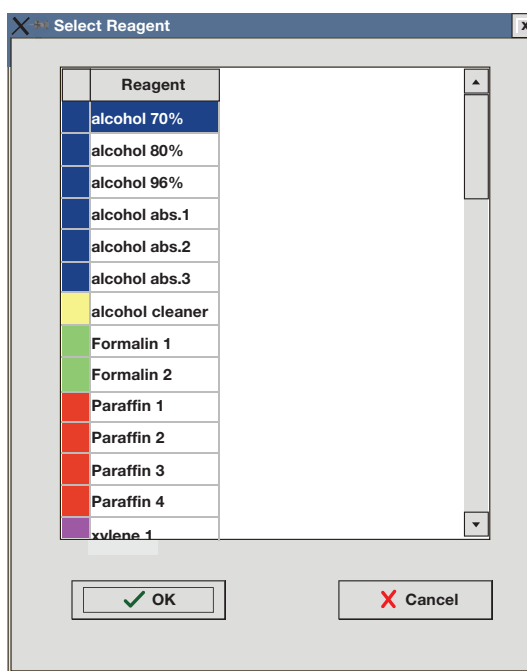 Select Reagent
Reagent
alcohol 70%
alcohol 80%
alcohol 96%
alcohol abs.1
alcohol abs.2
alcohol abs.3
alcohol cleaner
Formalin 1
Formalin 2
Paraffin 1
Paraffin 2
Paraffin 3
Paraffin 4
xylene 1
OK
Cancel